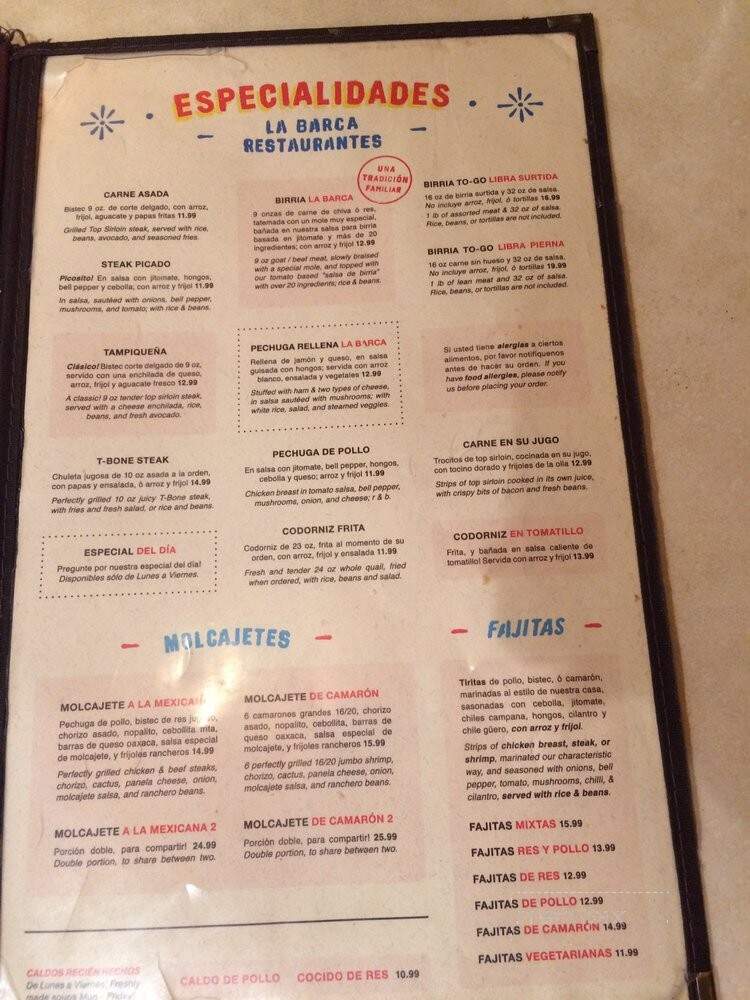 ESPECIALIDADES
LA BARCA
RESTAURANTES
UNA
TRADICIÓN
FAMILIAR
CARNE ASADA
Bistec 9 oz. de corte delgado, con arroz,
frijol, aguacate y papas fritas 11.99
Grilled Top Sirloin steak, served with rice,
beans, avocado, and seasoned fries.
STEAK PICADO
Picosito! En salsa con jitomate, hongos,
bell pepper y cebolla; con arroz y frijol 11.99
In salsa, sautéed with onions, bell pepper,
mushrooms, and tomato; with rice & beans.
TAMPIQUEÑA
Clásico! Bistec corte delgado de 9 oz,
servido con una enchilada de queso,
arroz, frijol y aguacate fresco 12.99
A classic! 9 oz tender top sirloin steak,
served with a cheese enchilada, rice,
beans, and fresh avocado.
T-BONE STEAK
Chuleta jugosa de 10 oz asada a la orden,
con papas y ensalada, ó arroz y frijol 14.99
Perfectly grilled 10 oz juicy T-Bone steak,
with fries and fresh salad, or rice and beans.
ESPECIAL DEL DÍA
Pregunte por nuestra especial del día!
Disponibles sólo de Lunes a Viernes.
BIRRIA LA BARCA
9 onzas de carne de chiva ó res,
tatemada con un mole muy especial,
bañada en nuestra salsa para birria
basada en jitomate y más de 20
ingredientes; con arroz y frijol 12.99
9 oz goat / beef meat, slowly braised
with a special mole, and topped with
our tomato based "salsa de birria"
with over 20 ingredients; rice & beans.
PECHUGA RELLENA LA BARCA
Rellena de jamón y queso, en salsa
guisada con hongos; servida con arroz
blanco, ensalada y vegetales 12.99
Stuffed with ham & two types of cheese,
in salsa sautéed with mushrooms; with
white rice, salad, and steamed veggies.
PECHUGA DE POLLO
En salsa con jitomate, bell pepper, hongos,
cebolla y queso; arroz y frijol 11.99
Chicken breast in tomato salsa, bell pepper,
mushrooms, onion, and cheese; r & b.
CODORNIZ FRITA
Codorniz de 23 oz, frita al momento de su
orden, con arroz, frijol y ensalada 11.99
Fresh and tender 24 oz whole quail, fried
when ordered, with rice, beans and salad.
BIRRIA TO-GO LIBRA SURTIDA
16 oz de birria surtida y 32 oz de salsa.
No incluye arroz, frijol, ó tortillas 16.99
1 lb of assorted meat & 32 oz of salsa.
Rice, beans, or tortillas are not included.
BIRRIA TO-GO LIBRA PIERNA
16 oz carne sin hueso y 32 oz de salsa.
No incluye arroz, frijol, ó tortillas 19.99
1 lb of lean meat and 32 oz of salsa.
Rice, beans, or tortillas are not included.
Si usted tiene alergias a ciertos
alimentos, por favor notifíquenos
antes de hacer su orden. If you
have food allergies, please notify
us before placing your order.
CARNE EN SU JUGO
Trocitos de top sirloin, cocinada en su jugo,
con tocino dorado y frijoles de la olla 12.99
Strips of top sirloin cooked in its own juice,
with crispy bits of bacon and fresh beans.
CODORNIZ EN TOMATILLO
Frita, y bañada en salsa caliente de
tomatillo! Servida con arroz y frijol 13.99
MOLCAJETES
MOLCAJETE A LA MEXICANA
Pechuga de pollo, bistec de res
chorizo asado, nopalito, cebollita
barras de queso oaxaca, salsa especial
de molcajete, y frijoles rancheros 14.99
Perfectly grilled chicken & beef steaks,
chorizo, cactus, panela cheese, onion,
molcajete salsa, and ranchero beans.
MOLCAJETE A LA MEXICANA 2
Porción doble, para compartir! 24.99
Double portion, to share between two.
MOLCAJETE DE CAMARÓN
6 camarones grandes 16/20, chorizo
asado, nopalito, cebollita, barras de
queso oaxaca, salsa especial de
molcajete, y frijoles rancheros 15.99
6 perfectly grilled 16/20 jumbo shrimp,
chorizo, cactus, panela cheese, onion,
molcajete salsa, and ranchero beans.
MOLCAJETE DE CAMARÓN 2
Porción doble, para compartir! 25.99
Double portion, to share between two.
FAJITAS
Tiritas de pollo, bistec, ó camarón,
marinadas al estilo de nuestra casa,
sasonadas con cebolla, jitomate,
chiles campana, hongos, cilantro y
chile güero, con arroz y frijol.
Strips of chicken breast, steak, or
shrimp, marinated our characteristic
way, and seasoned with onions, bell
pepper, tomato, mushrooms, chilli, &
cilantro, served with rice & beans.
FAJITAS MIXTAS 15.99
FAJITAS RES Y POLLO 13.99
FAJITAS DE RES 12.99
FAJITAS DE POLLO 12.99
FAJITAS DE CAMARÓN 14.99
FAJITAS VEGETARIANAS 11.99
CALDOS RECIÉN HECHOS
De Lunes a Viernes; Freshly
made soups Mon - Friday!
CALDO DE POLLO COCIDO DE RES 10.99